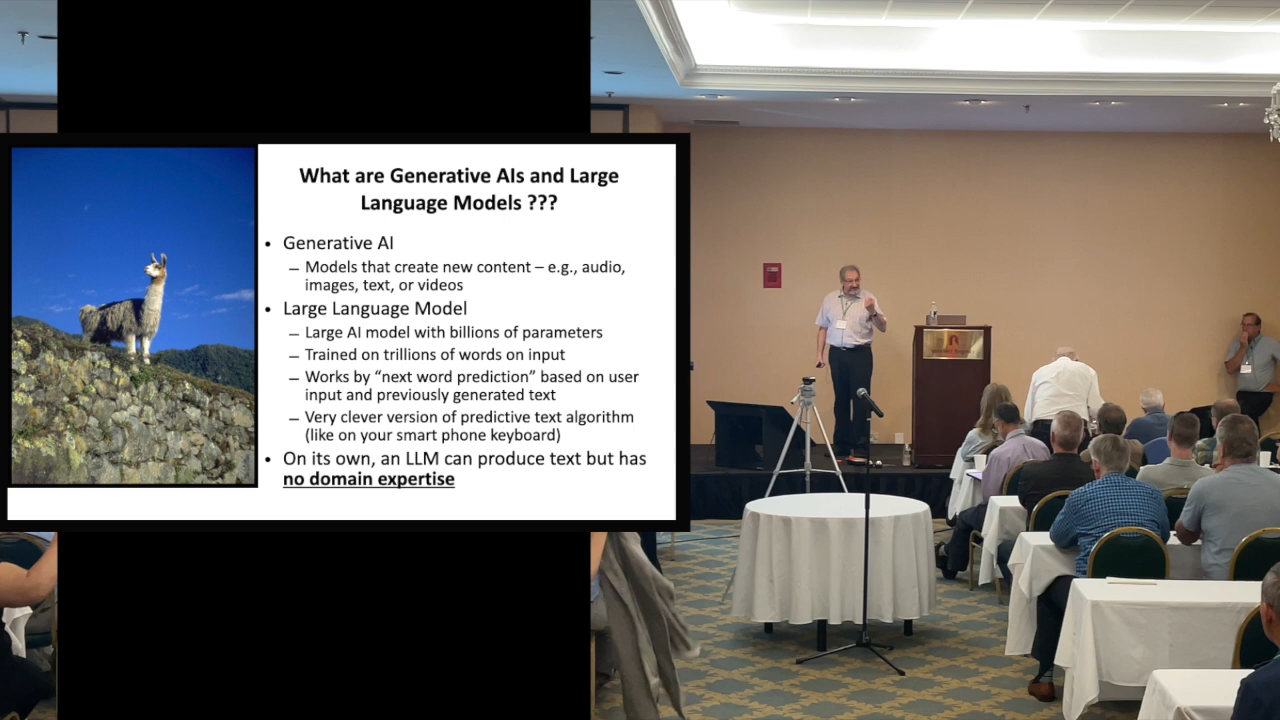 What are Generative AIs and Large
Language Models ???
• Generative AI
– Models that create new content – e.g., audio,
images, text, or videos
• Large Language Model
– Large AI model with billions of parameters
– Trained on trillions of words on input
– Works by “next word prediction” based on user
input and previously generated text
– Very clever version of predictive text algorithm
(like on your smart phone keyboard)
• On its own, an LLM can produce text but has
no domain expertise